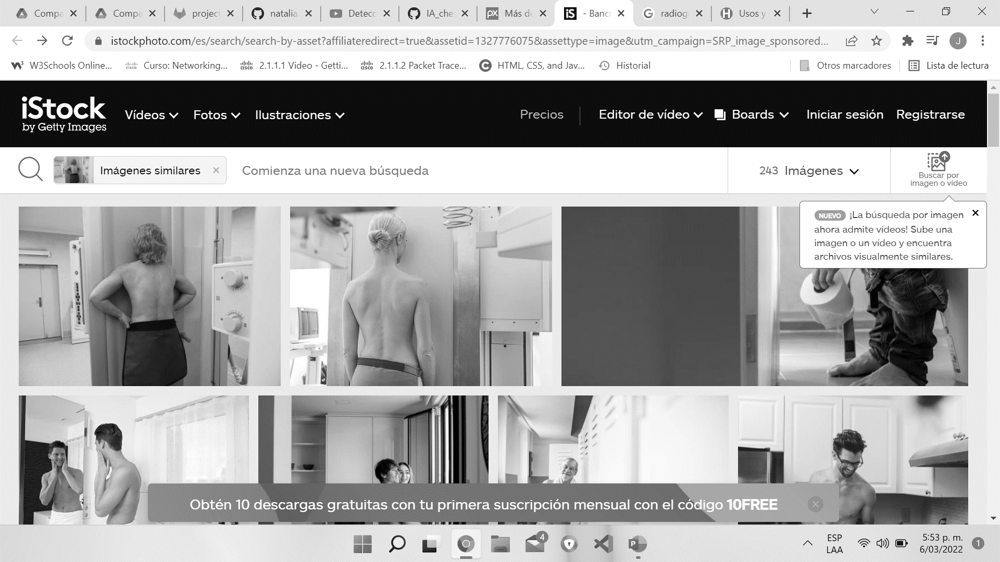 Compa
Compa
project
natalia
Detecc
IA_che
Más de
- Banc
radiog
Usos y
istockphoto.com/es/search/search-by-asset?affiliateredirect=true&assetid=1327776075&assettype=image&utm_campaign=SRP_image_sponsored...
J
W3Schools Online...
Curso: Networking...
2.1.1.1 Video - Getti...
2.1.1.2 Packet Trace...
HTML, CSS, and Jav...
Historial
Otros marcadores
Lista de lectura
iStock
by Getty Images
Vídeos
Fotos
Ilustraciones
Precios
Editor de vídeo
Boards
Iniciar sesión
Registrarse
Imágenes similares
Comienza una nueva búsqueda
243 Imágenes
Buscar por
imagen o vídeo
NUEVO ¡La búsqueda por imagen
ahora admite vídeos! Sube una
imagen o un vídeo y encuentra
archivos visualmente similares.
Obtén 10 descargas gratuitas con tu primera suscripción mensual con el código 10FREE
4
ESP
LAA
5:53 p. m.
6/03/2022
1